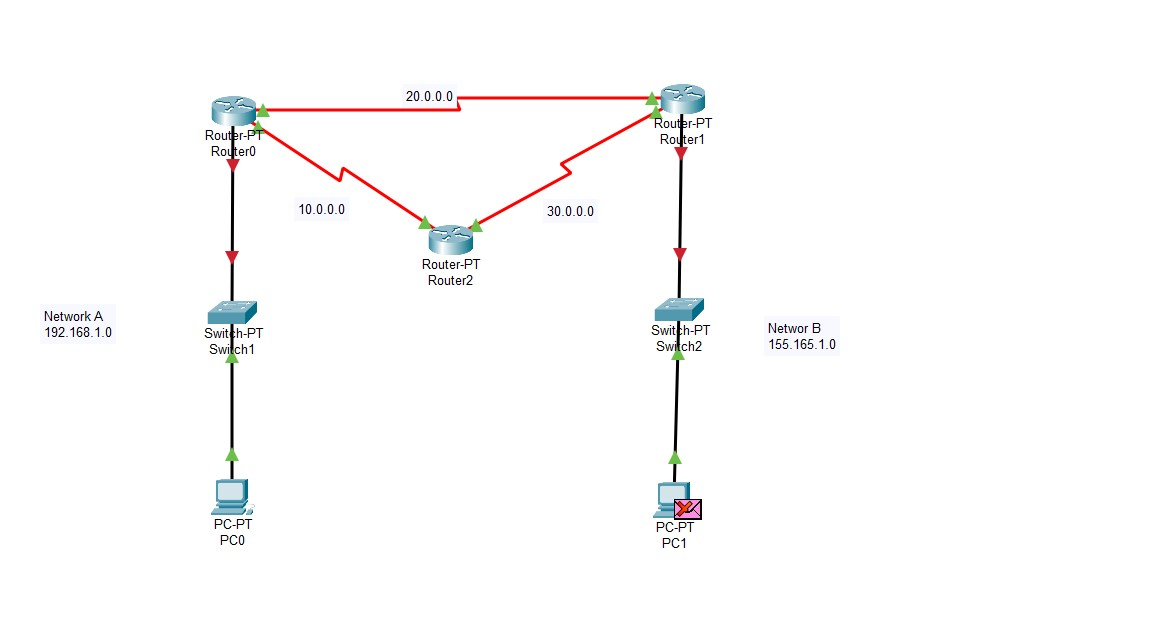 20.0.0.0
Router-PT
Router0
Router-PT
Router1
10.0.0.0
30.0.0.0
Router-PT
Router2
Network A
192.168.1.0
Switch-PT
Switch1
Switch-PT
Switch2
Networ B
155.165.1.0
PC-PT
PC0
PC-PT
PC1